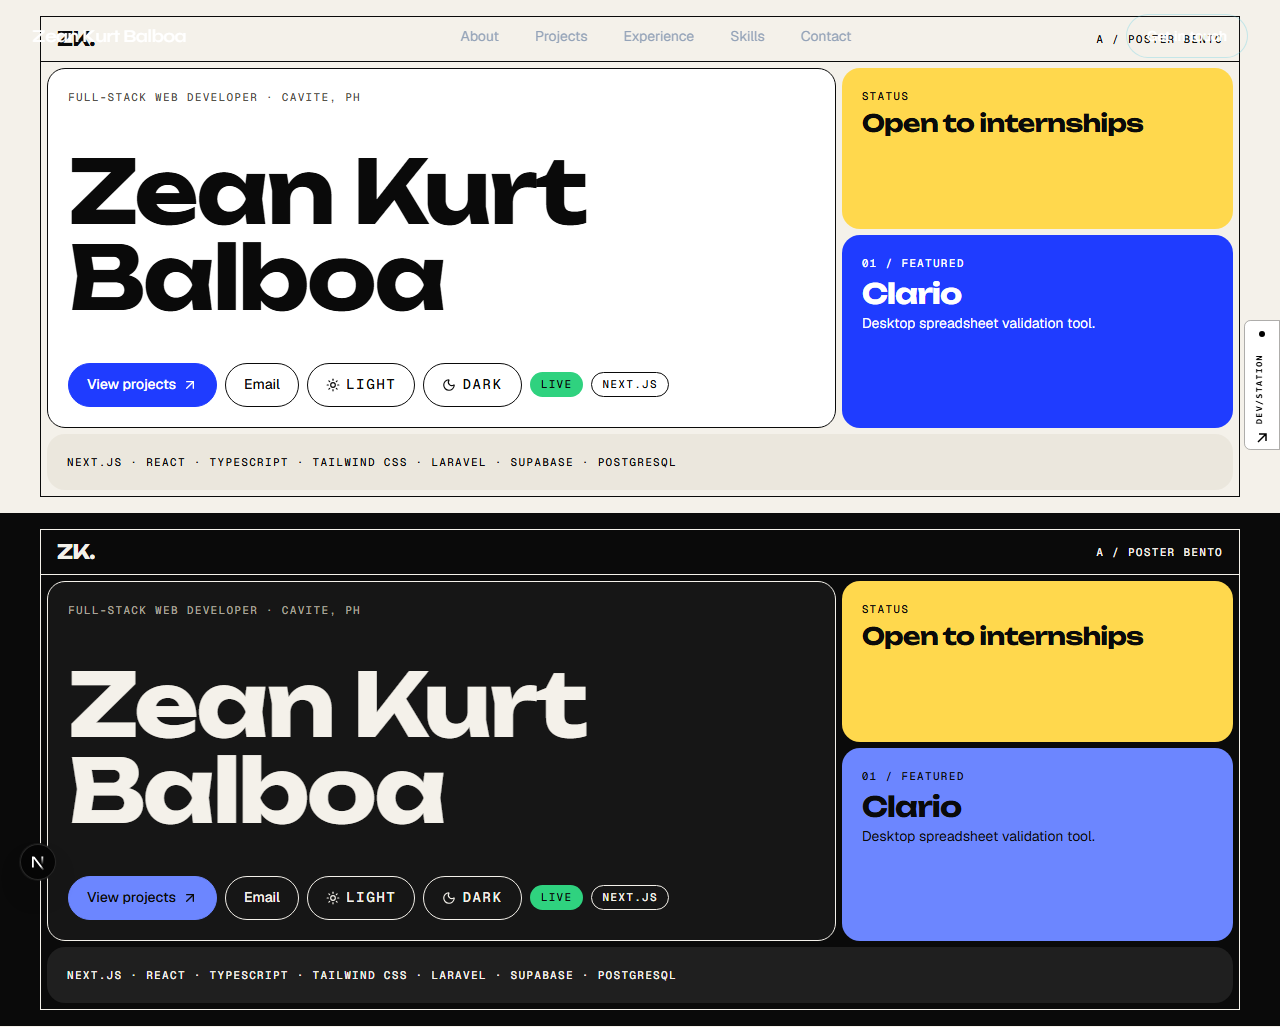 Zean Kurt Balboa
ZK.
About Projects Experience Skills Contact
A / POSTER BENTO
FULL-STACK WEB DEVELOPER · CAVITE, PH
Zean Kurt
Balboa
View projects Email LIGHT DARK LIVE NEXT.JS
STATUS
Open to internships
01 / FEATURED
Clario
Desktop spreadsheet validation tool.
DEV/STATION
NEXT.JS · REACT · TYPESCRIPT · TAILWIND CSS · LARAVEL · SUPABASE · POSTGRESQL
ZK.
A / POSTER BENTO
FULL-STACK WEB DEVELOPER · CAVITE, PH
Zean Kurt
Balboa
View projects Email LIGHT DARK LIVE NEXT.JS
STATUS
Open to internships
01 / FEATURED
Clario
Desktop spreadsheet validation tool.
N
NEXT.JS · REACT · TYPESCRIPT · TAILWIND CSS · LARAVEL · SUPABASE · POSTGRESQL